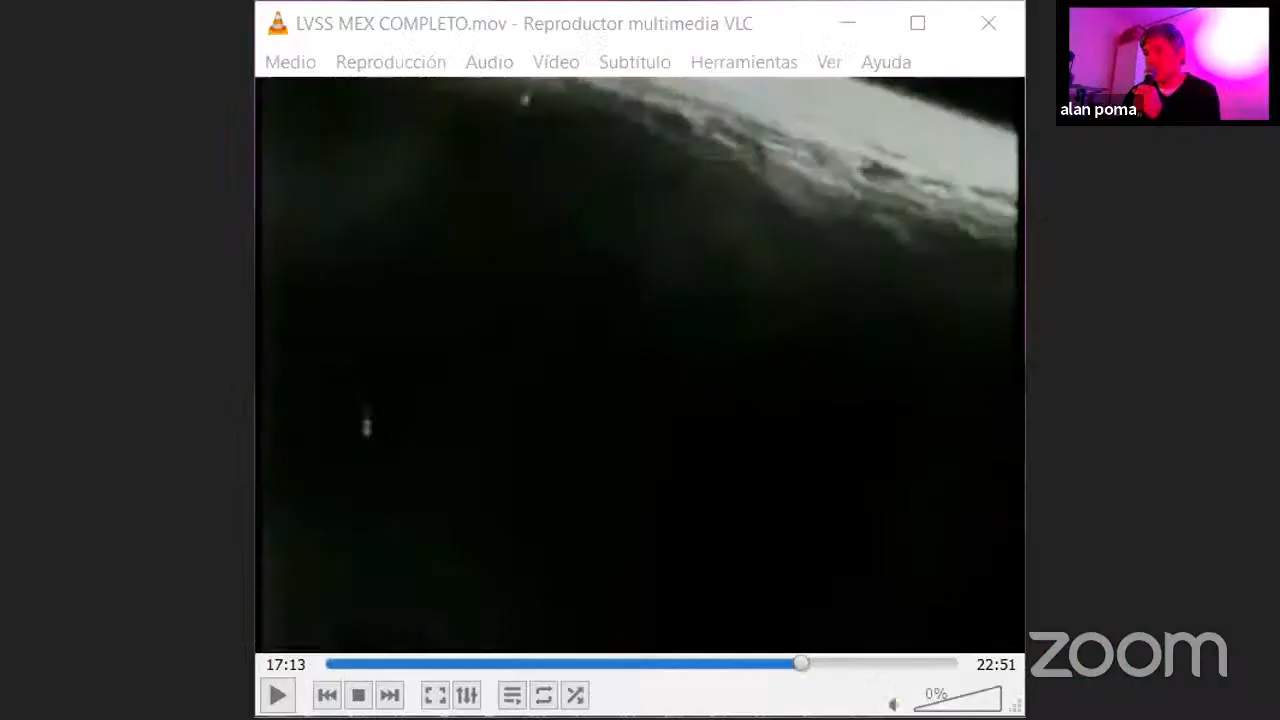 LVSS MEX COMPLETO.mov - Reproductor multimedia VLC
Medio Reproducción Audio Vídeo Subtítulo Herramientas Ver Ayuda
alan poma
17:13
22:51
0%
zoom